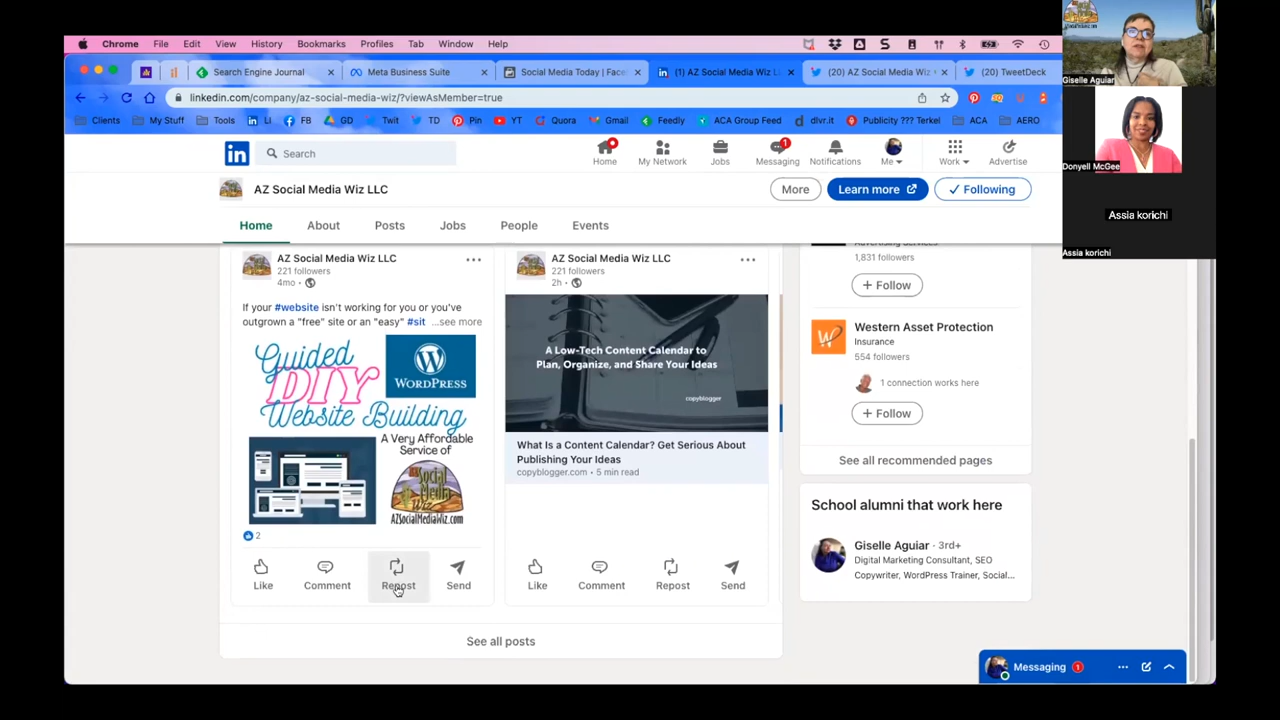 Chrome File Edit View History Bookmarks Profiles Tab Window Help
Search Engine Journal
Meta Business Suite
Social Media Today | Face
(1) AZ Social Media Wiz L
(20) AZ Social Media Wiz
(20) TweetDeck
linkedin.com/company/az-social-media-wiz/?viewAsMember=true
Clients My Stuff Tools LI FB GD Twit TD Pin YT Quora Gmail Feedly ACA Group Feed dlvr.it Publicity ??? Terkel ACA AERO
in Search
Home My Network Jobs Messaging 1 Notifications Me Work Advertise
AZ Social Media Wiz LLC
More Learn more Following
Home About Posts Jobs People Events
AZ Social Media Wiz LLC
221 followers
4mo •
If your #website isn't working for you or you've
outgrown a "free" site or an "easy" #sit ...see more
Guided
DIY
Website Building
WORDPRESS
A Very Affordable
Service of
Social
Media
Wiz
AZSocialMediaWiz.com
2
Like Comment Repost Send
AZ Social Media Wiz LLC
221 followers
2h •
A Low-Tech Content Calendar to
Plan, Organize, and Share Your Ideas
copyblogger
What Is a Content Calendar? Get Serious About
Publishing Your Ideas
copyblogger.com • 5 min read
Like Comment Repost Send
See all posts
Advertising Services
1,831 followers
+ Follow
Western Asset Protection
Insurance
554 followers
1 connection works here
+ Follow
See all recommended pages
School alumni that work here
Giselle Aguiar · 3rd+
Digital Marketing Consultant, SEO
Copywriter, WordPress Trainer, Social...
Messaging 1
Giselle Aguiar
Donyell McGee
Assia korichi
Assia korichi